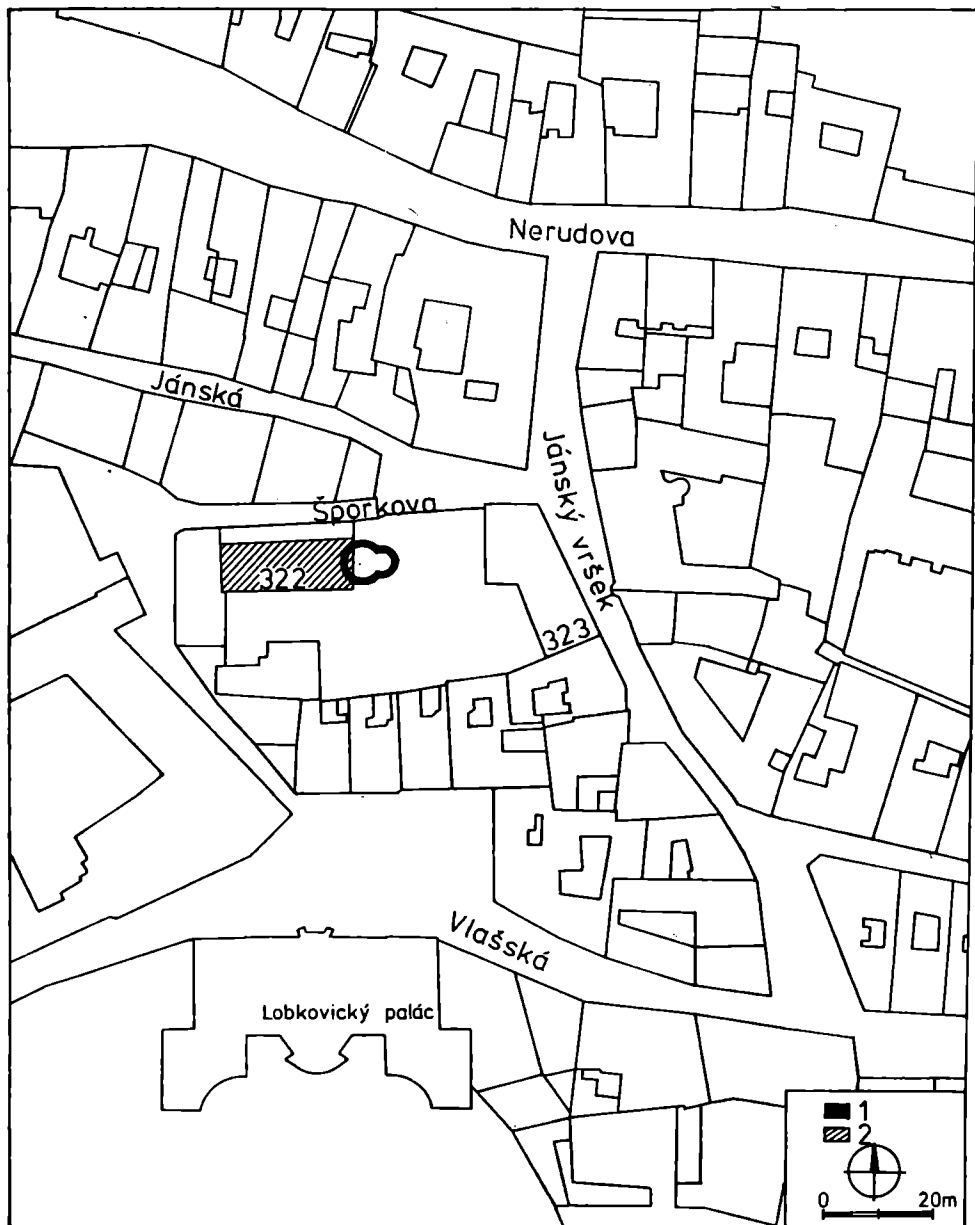 Nerudova
Jánská
Jánský vršek
Šporkova
322
323
Vlašská
Lobkovický palác
1
2
0 20m